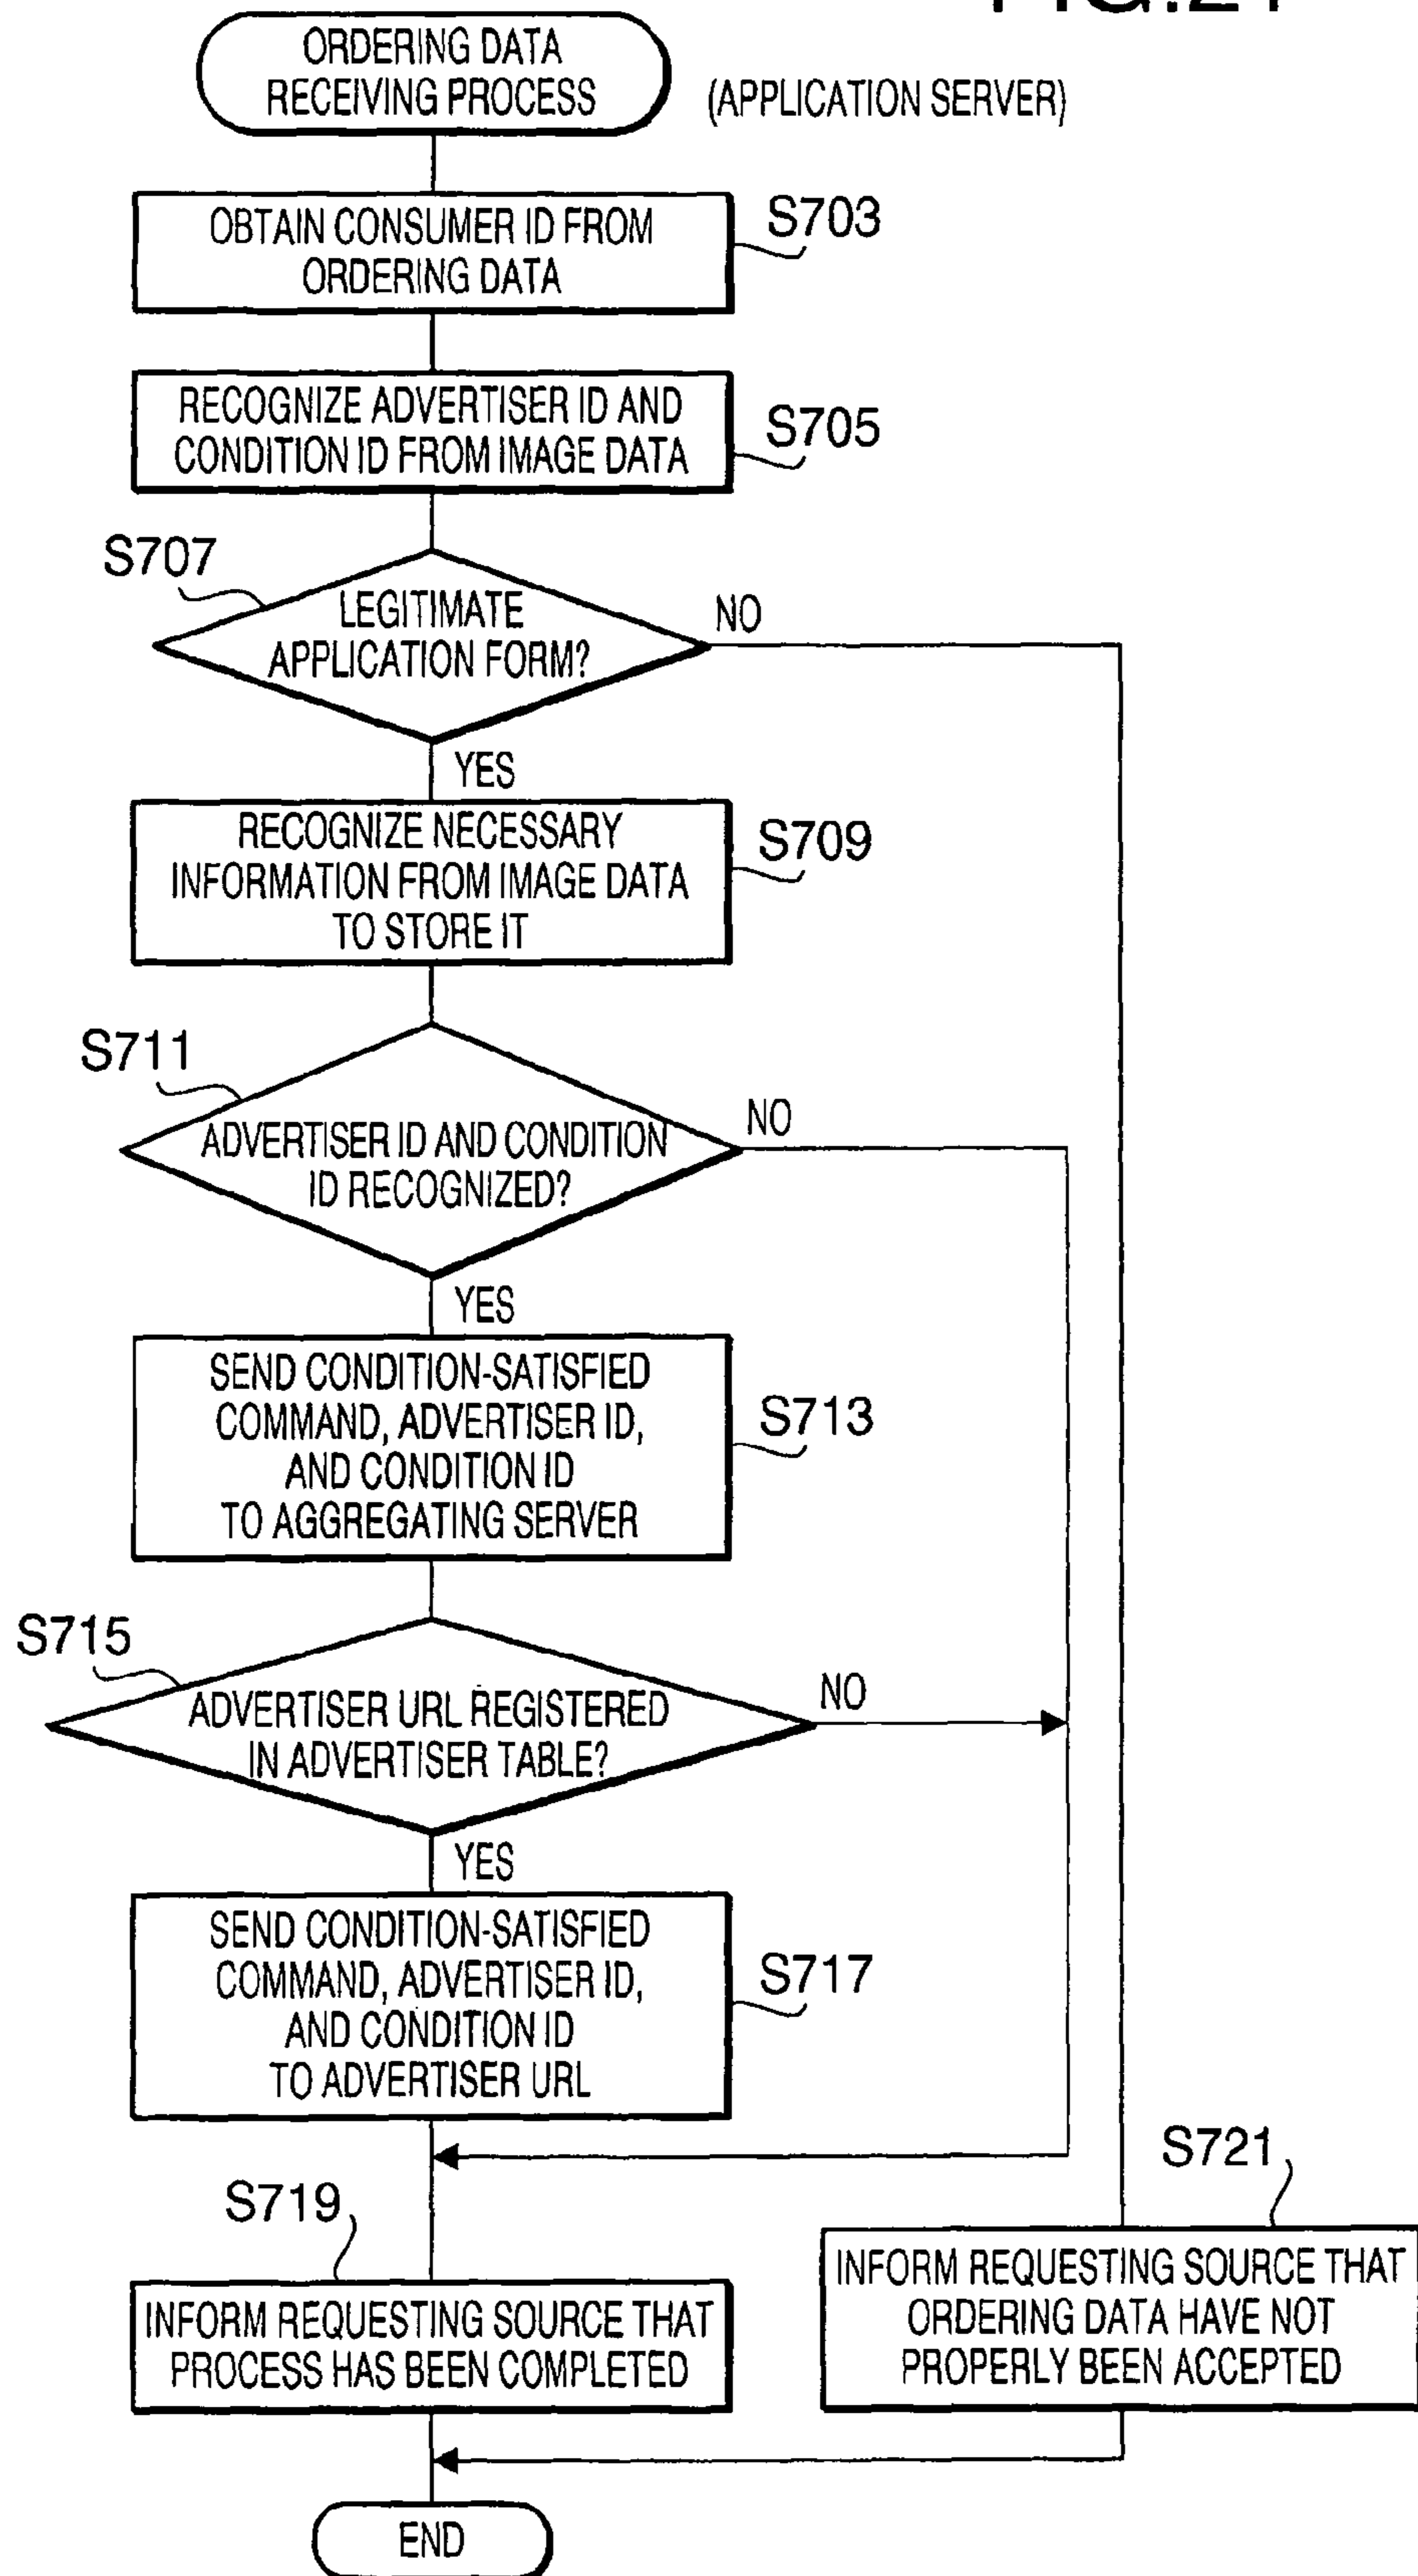 ORDERING DATA
RECEIVING PROCESS
(APPLICATION SERVER)
OBTAIN CONSUMER ID FROM
ORDERING DATA
S703
RECOGNIZE ADVERTISER ID AND
CONDITION ID FROM IMAGE DATA
S705
S707
LEGITIMATE
APPLICATION FORM?
NO
YES
RECOGNIZE NECESSARY
INFORMATION FROM IMAGE DATA
TO STORE IT
S709
S711
ADVERTISER ID AND CONDITION
ID RECOGNIZED?
NO
YES
SEND CONDITION-SATISFIED
COMMAND, ADVERTISER ID,
AND CONDITION ID
TO AGGREGATING SERVER
S713
S715
ADVERTISER URL REGISTERED
IN ADVERTISER TABLE?
NO
YES
SEND CONDITION-SATISFIED
COMMAND, ADVERTISER ID,
AND CONDITION ID
TO ADVERTISER URL
S717
S719
INFORM REQUESTING SOURCE THAT
PROCESS HAS BEEN COMPLETED
S721
INFORM REQUESTING SOURCE THAT
ORDERING DATA HAVE NOT
PROPERLY BEEN ACCEPTED
END